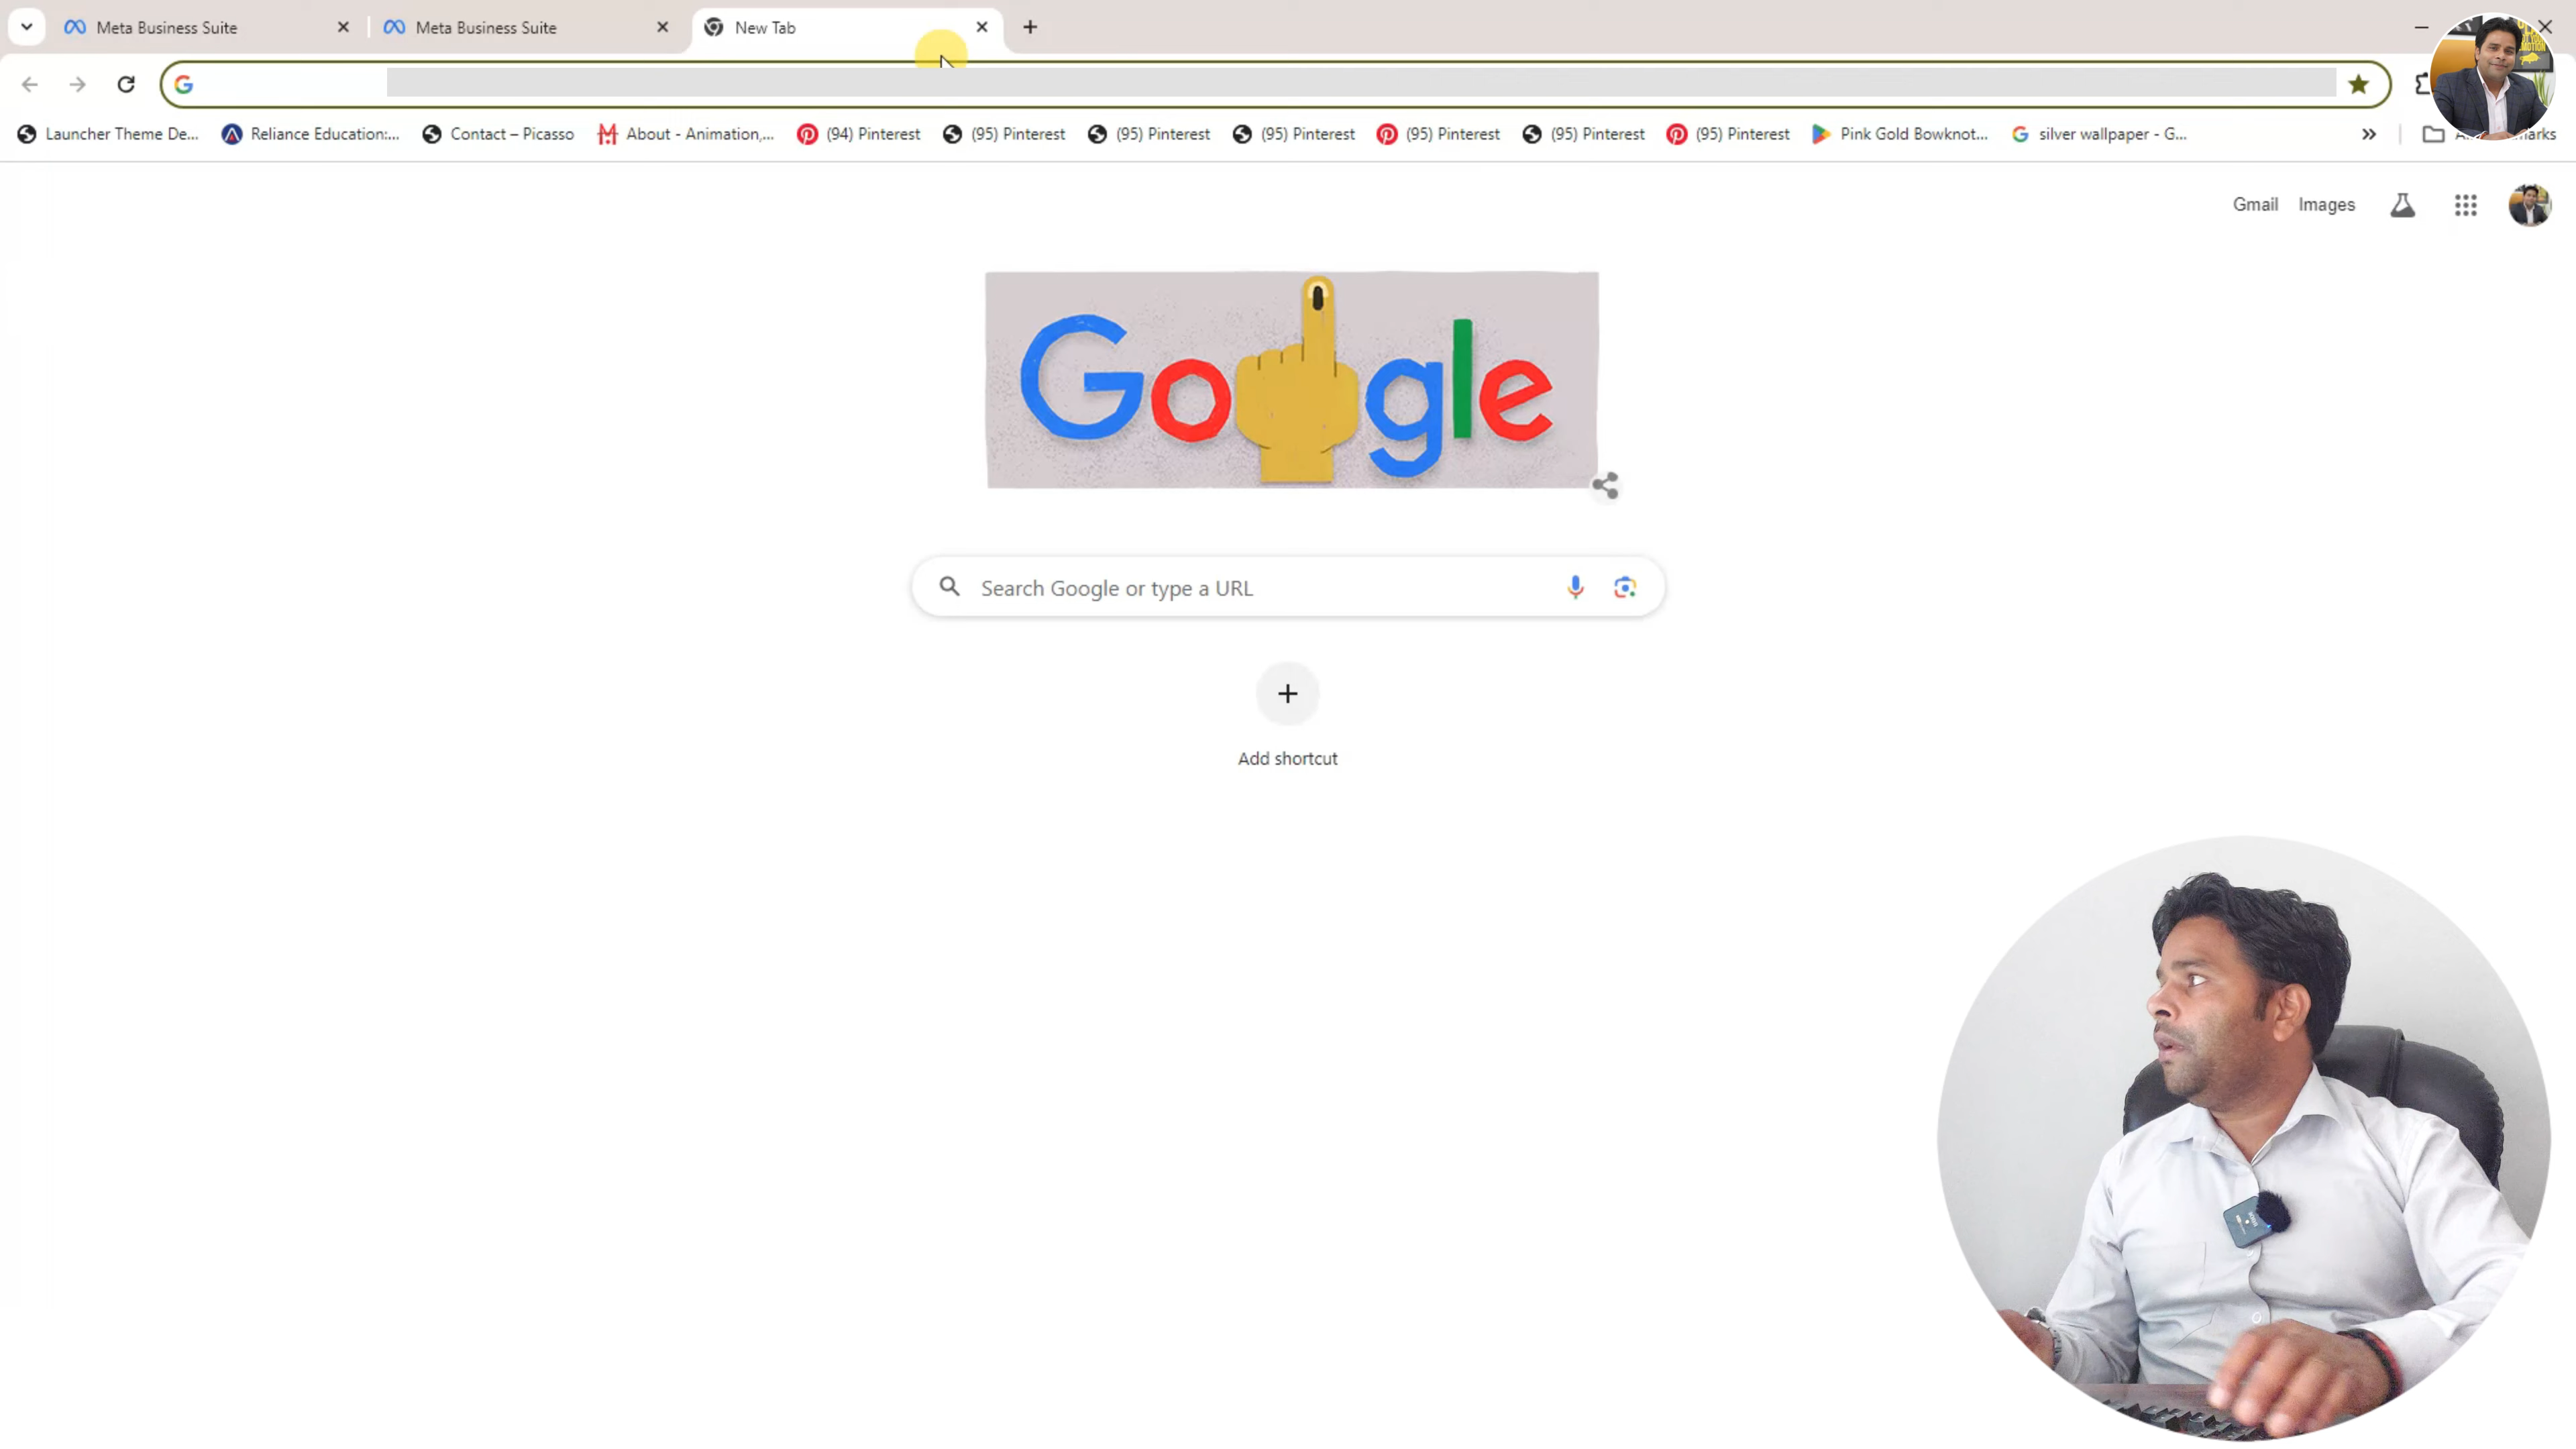 Meta Business Suite
Meta Business Suite
New Tab
Launcher Theme De...
Reliance Education:...
Contact – Picasso
About - Animation,...
(94) Pinterest
(95) Pinterest
(95) Pinterest
(95) Pinterest
(95) Pinterest
(95) Pinterest
(95) Pinterest
Pink Gold Bowknot...
silver wallpaper - G...
Gmail
Images
Google
Search Google or type a URL
Add shortcut